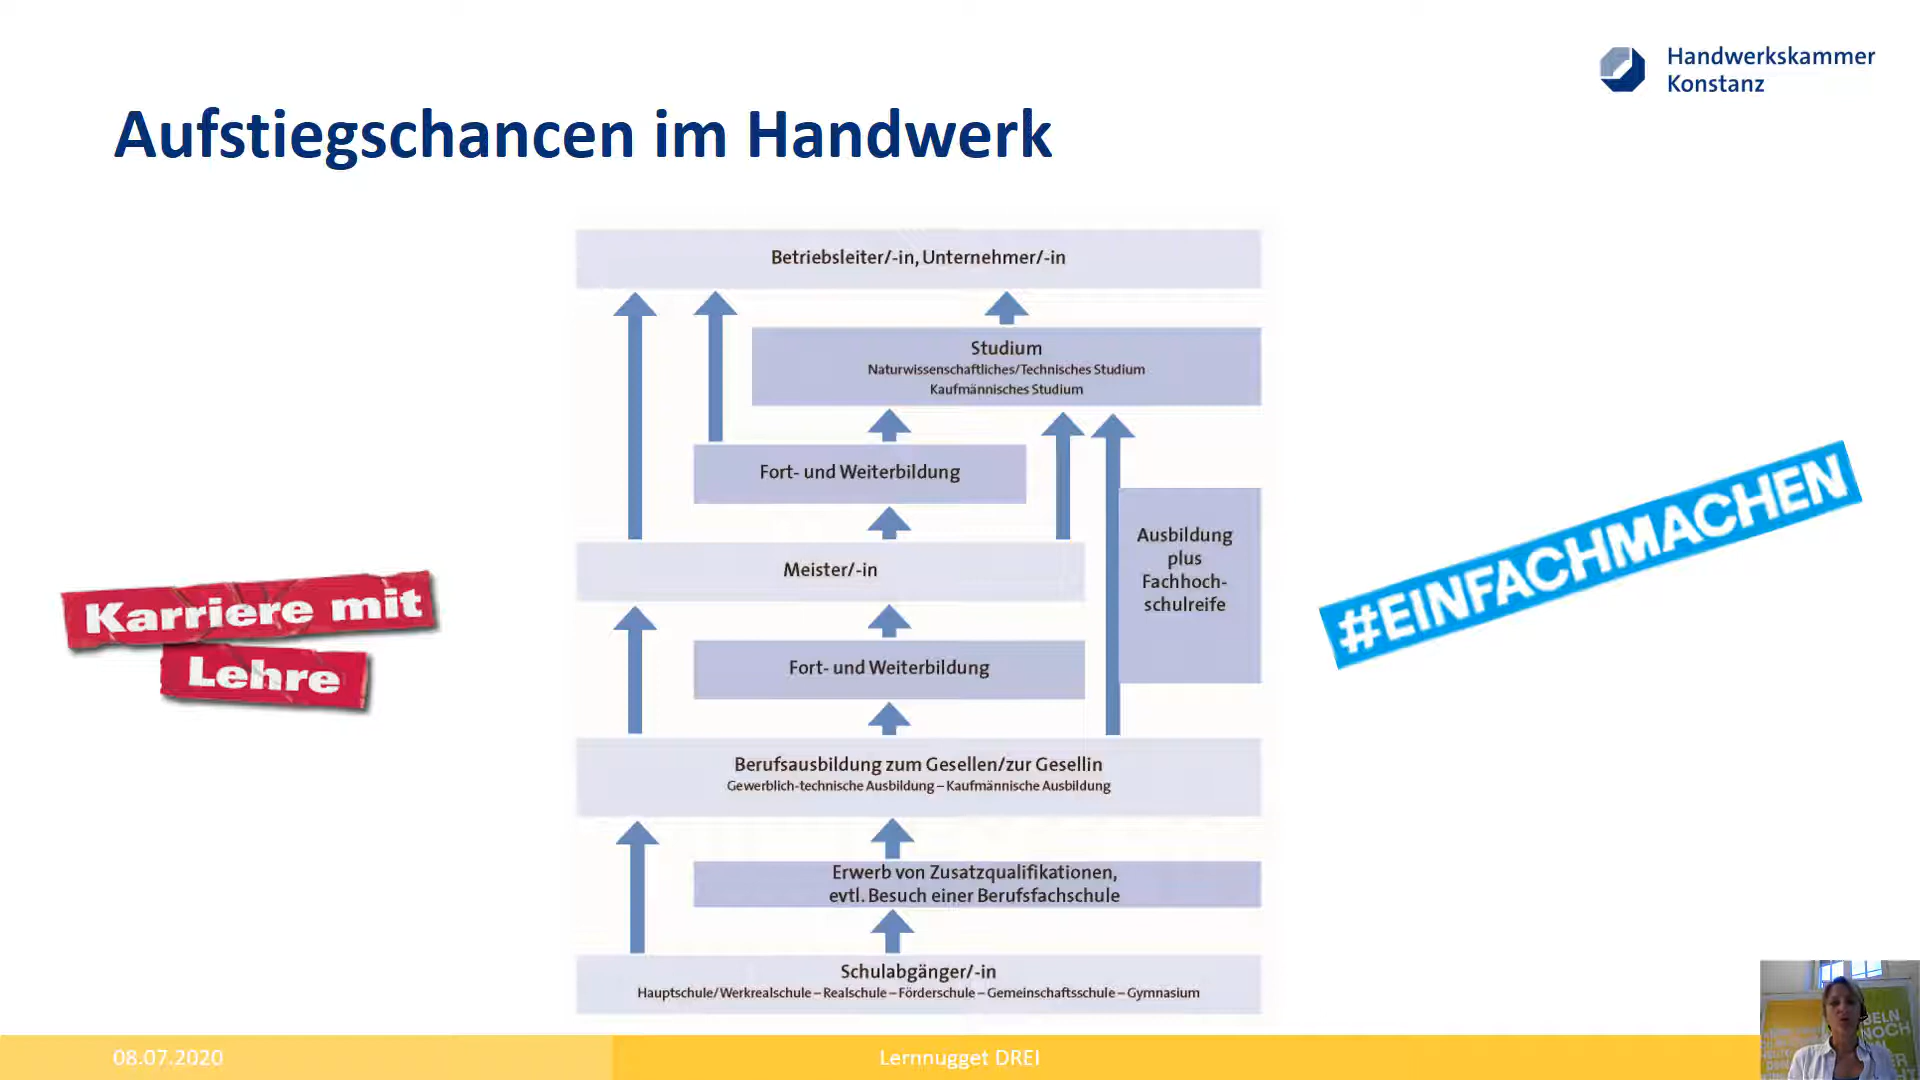 Handwerkskammer
Konstanz
Aufstiegschancen im Handwerk
Betriebsleiter/-in, Unternehmer/-in
Studium
Naturwissenschaftliches/Technisches Studium
Kaufmännisches Studium
Fort- und Weiterbildung
Ausbildung
plus
Fachhoch-
schulreife
Meister/-in
Fort- und Weiterbildung
Berufsausbildung zum Gesellen/zur Gesellin
Gewerblich-technische Ausbildung – Kaufmännische Ausbildung
Erwerb von Zusatzqualifikationen,
evtl. Besuch einer Berufsfachschule
Schulabgänger/-in
Hauptschule/Werkrealschule – Realschule – Förderschule – Gemeinschaftsschule – Gymnasium
Karriere mit
Lehre
#EINFACHMACHEN
08.07.2020
Lernnugget DREI
NOCH